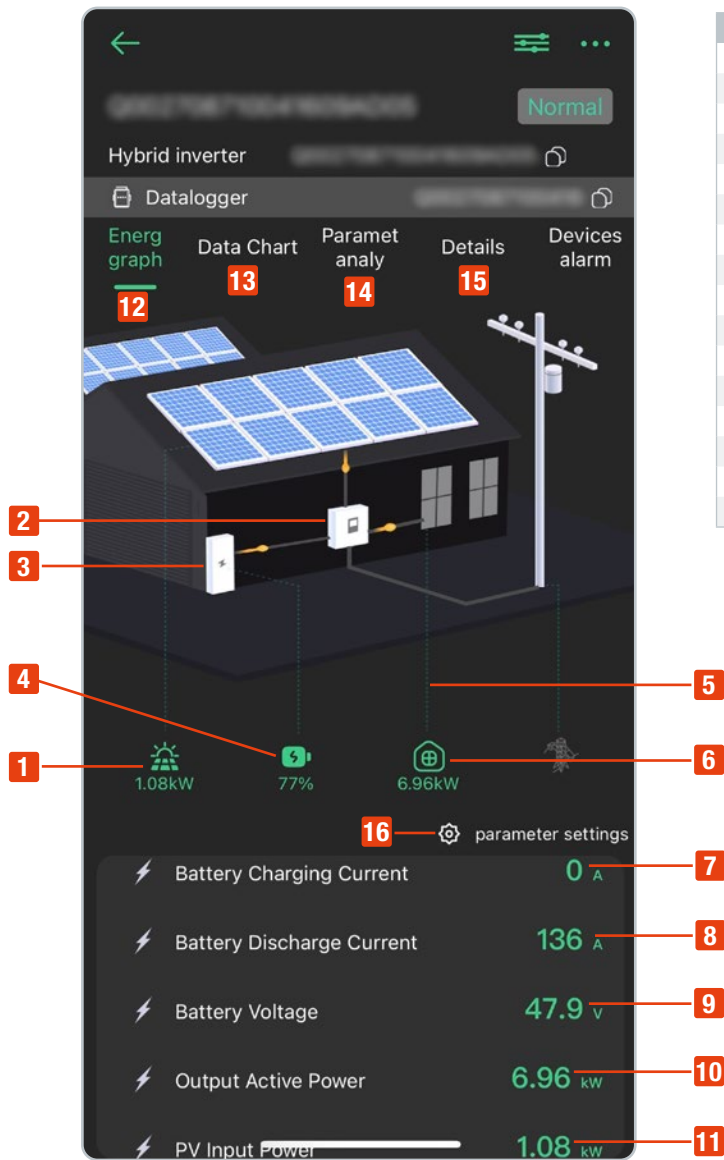 Normal
Hybrid inverter
Datalogger
Energ graph
Data Chart
Paramet analy
Details
Devices alarm
12
13
14
15
2
3
4
5
1
6
1.08kW
77%
6.96kW
16
parameter settings
Battery Charging Current
0 A
7
Battery Discharge Current
136 A
8
Battery Voltage
47.9 V
9
Output Active Power
6.96 kW
10
PV Input Power
1.08 kW
11